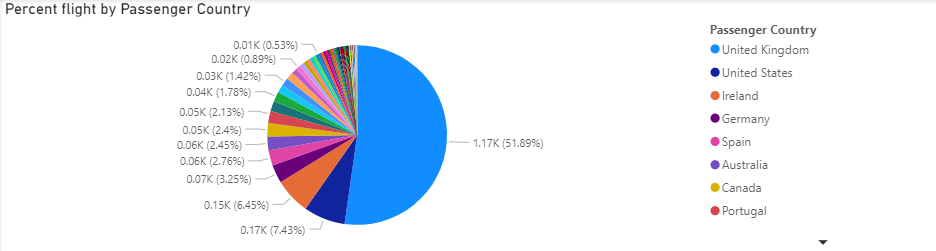 Percent flight by Passenger Country
0.01K (0.53%)
0.02K (0.89%)
0.03K (1.42%)
0.04K (1.78%)
0.05K (2.13%)
0.05K (2.4%)
0.06K (2.45%)
0.06K (2.76%)
0.07K (3.25%)
0.15K (6.45%)
0.17K (7.43%)
1.17K (51.89%)
Passenger Country
United Kingdom
United States
Ireland
Germany
Spain
Australia
Canada
Portugal